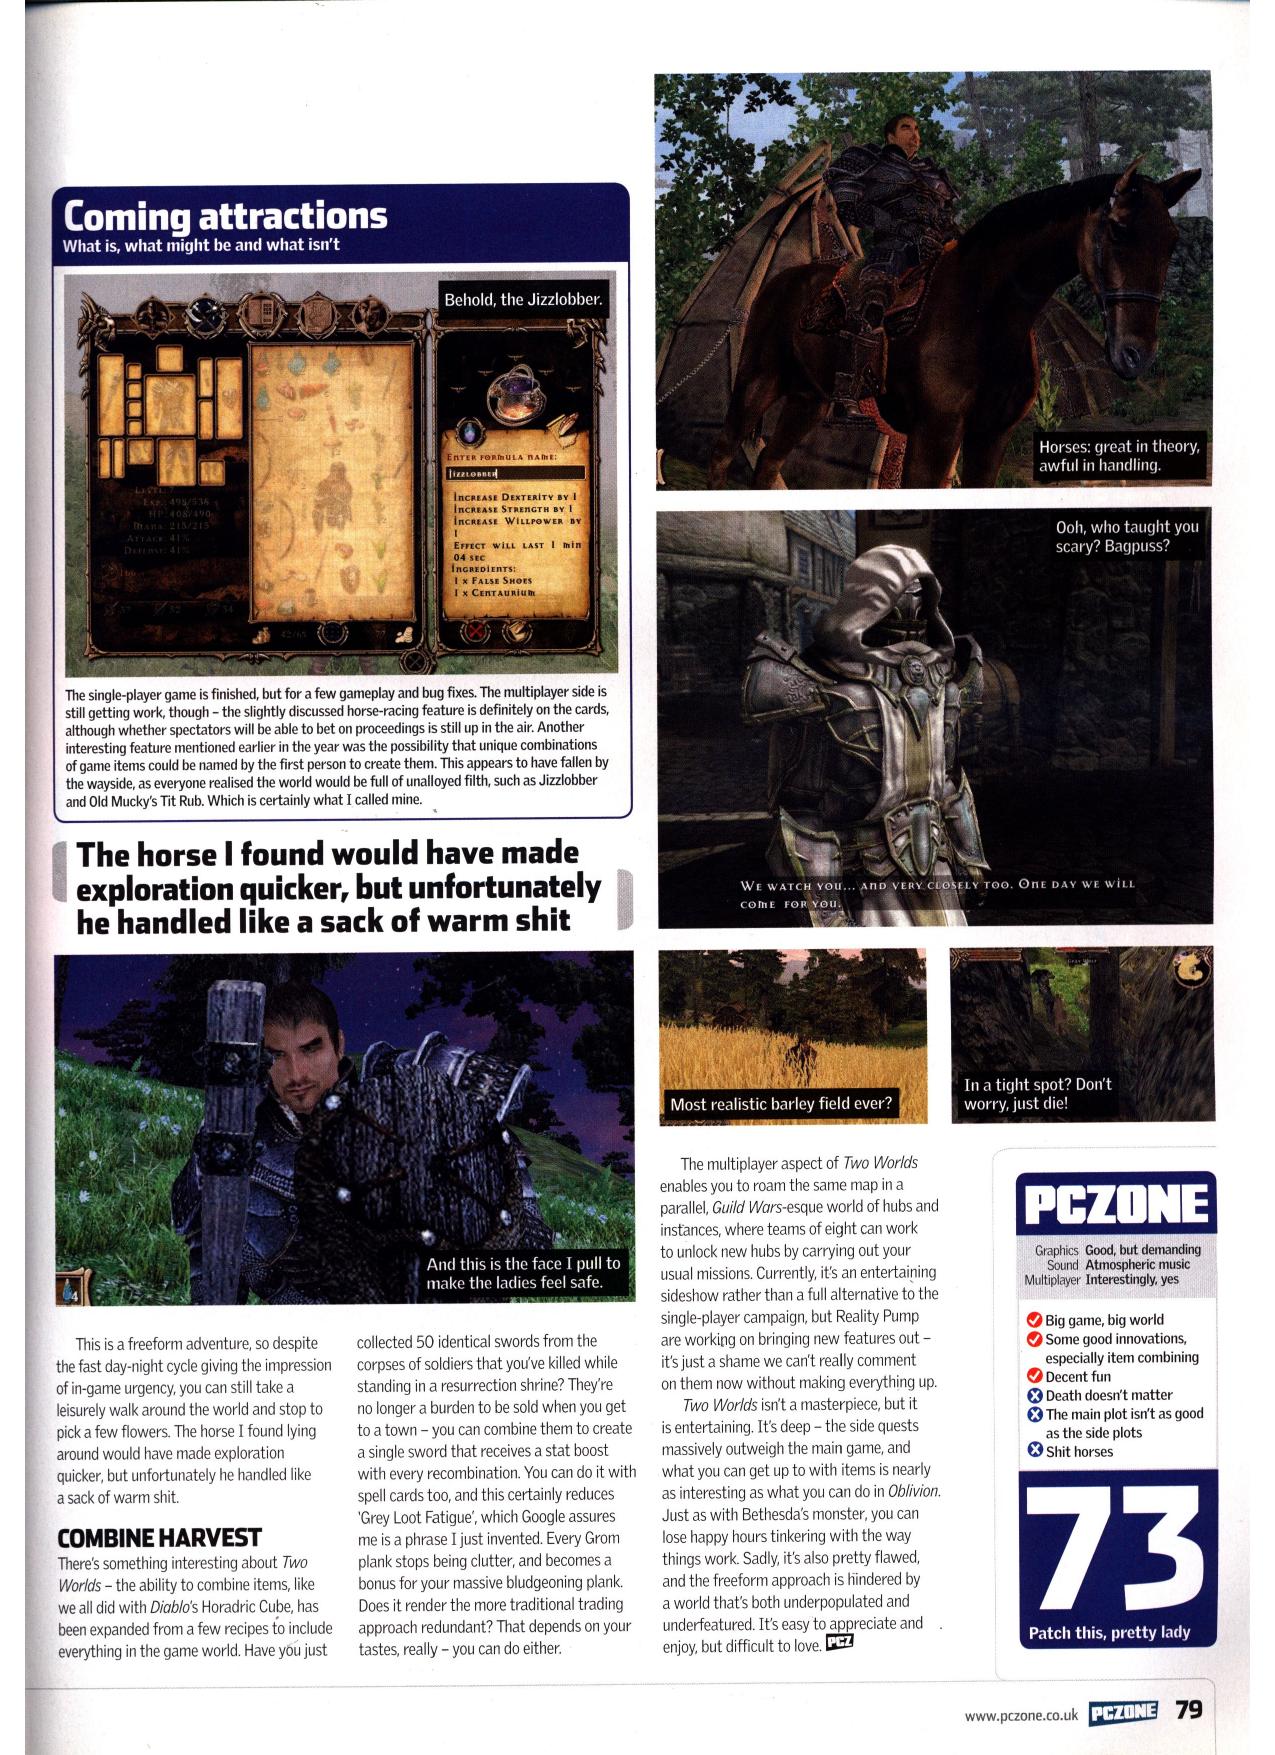 Coming attractions
What is, what might be and what isn't
Behold, the Jizzlobber.
Enter formula name:
Jizzlobber
Increase Dexterity by 1
Increase Strength by 1
Increase Willpower by
1
Effect will last 1 min
04 sec
Ingredients:
1 x False Shoes
1 x Centaurium
Exp.: 498/536
HP: 408/490
Mana: 215/215
Attack: 41%
Defense: 41%
42/65
The single-player game is finished, but for a few gameplay and bug fixes. The multiplayer side is
still getting work, though – the slightly discussed horse-racing feature is definitely on the cards,
although whether spectators will be able to bet on proceedings is still up in the air. Another
interesting feature mentioned earlier in the year was the possibility that unique combinations
of game items could be named by the first person to create them. This appears to have fallen by
the wayside, as everyone realised the world would be full of unalloyed filth, such as Jizzlobber
and Old Mucky's Tit Rub. Which is certainly what I called mine.
The horse I found would have made
exploration quicker, but unfortunately
he handled like a sack of warm shit
And this is the face I pull to
make the ladies feel safe.
4
This is a freeform adventure, so despite
the fast day-night cycle giving the impression
of in-game urgency, you can still take a
leisurely walk around the world and stop to
pick a few flowers. The horse I found lying
around would have made exploration
quicker, but unfortunately he handled like
a sack of warm shit.
COMBINE HARVEST
There's something interesting about Two
Worlds – the ability to combine items, like
we all did with Diablo's Horadric Cube, has
been expanded from a few recipes to include
everything in the game world. Have you just
collected 50 identical swords from the
corpses of soldiers that you've killed while
standing in a resurrection shrine? They're
no longer a burden to be sold when you get
to a town – you can combine them to create
a single sword that receives a stat boost
with every recombination. You can do it with
spell cards too, and this certainly reduces
'Grey Loot Fatigue', which Google assures
me is a phrase I just invented. Every Grom
plank stops being clutter, and becomes a
bonus for your massive bludgeoning plank.
Does it render the more traditional trading
approach redundant? That depends on your
tastes, really – you can do either.
Horses: great in theory,
awful in handling.
Ooh, who taught you
scary? Bagpuss?
We watch you... and very closely too. One day we will
come for you.
Most realistic barley field ever?
In a tight spot? Don't
worry, just die!
The multiplayer aspect of Two Worlds
enables you to roam the same map in a
parallel, Guild Wars-esque world of hubs and
instances, where teams of eight can work
to unlock new hubs by carrying out your
usual missions. Currently, it's an entertaining
sideshow rather than a full alternative to the
single-player campaign, but Reality Pump
are working on bringing new features out –
it's just a shame we can't really comment
on them now without making everything up.
Two Worlds isn't a masterpiece, but it
is entertaining. It's deep – the side quests
massively outweigh the main game, and
what you can get up to with items is nearly
as interesting as what you can do in Oblivion.
Just as with Bethesda's monster, you can
lose happy hours tinkering with the way
things work. Sadly, it's also pretty flawed,
and the freeform approach is hindered by
a world that's both underpopulated and
underfeatured. It's easy to appreciate and
enjoy, but difficult to love. PCZ
PCZONE
Graphics Good, but demanding
Sound Atmospheric music
Multiplayer Interestingly, yes
Big game, big world
Some good innovations,
especially item combining
Decent fun
Death doesn't matter
The main plot isn't as good
as the side plots
Shit horses
73
Patch this, pretty lady
www.pczone.co.uk PCZONE 79